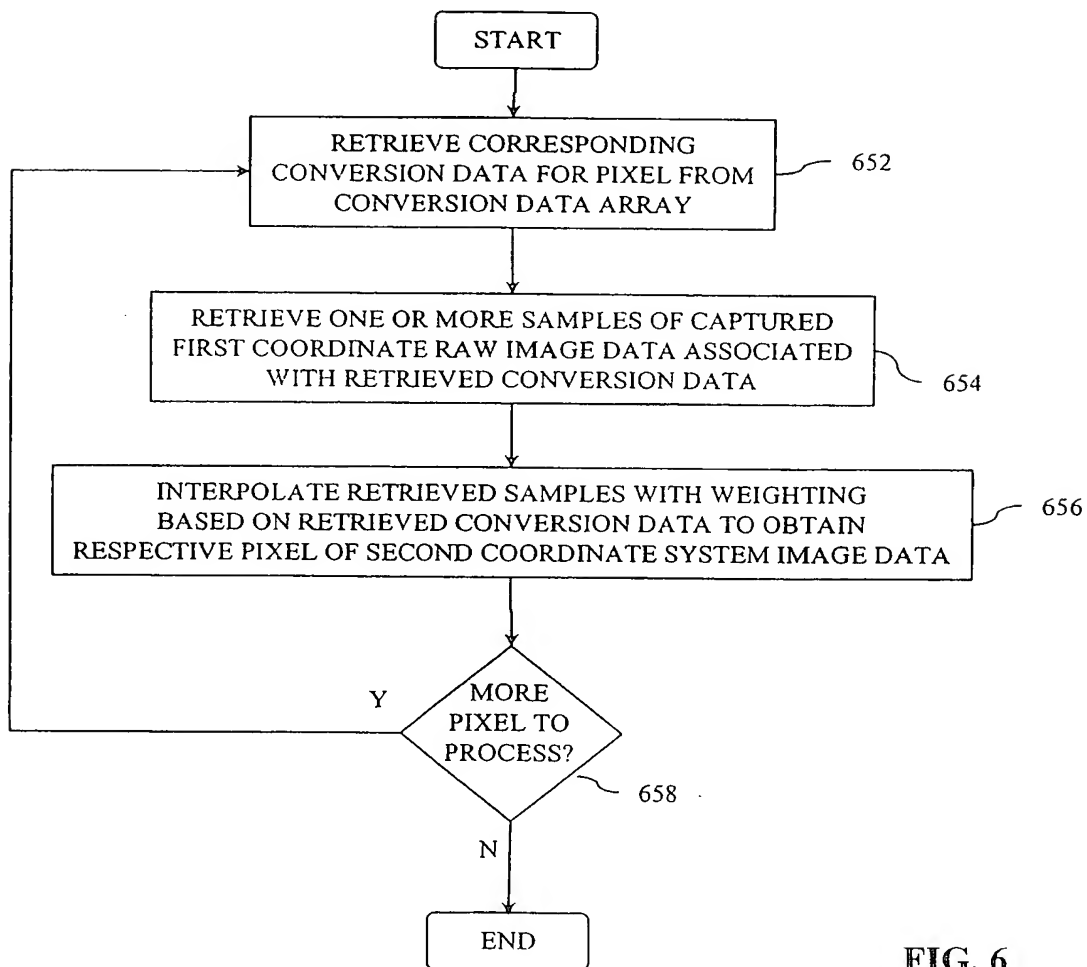 START
RETRIEVE CORRESPONDING
CONVERSION DATA FOR PIXEL FROM
CONVERSION DATA ARRAY
652
RETRIEVE ONE OR MORE SAMPLES OF CAPTURED
FIRST COORDINATE RAW IMAGE DATA ASSOCIATED
WITH RETRIEVED CONVERSION DATA
654
INTERPOLATE RETRIEVED SAMPLES WITH WEIGHTING
BASED ON RETRIEVED CONVERSION DATA TO OBTAIN
RESPECTIVE PIXEL OF SECOND COORDINATE SYSTEM IMAGE DATA
656
Y
MORE
PIXEL TO
PROCESS?
658
N
END
FIG. 6